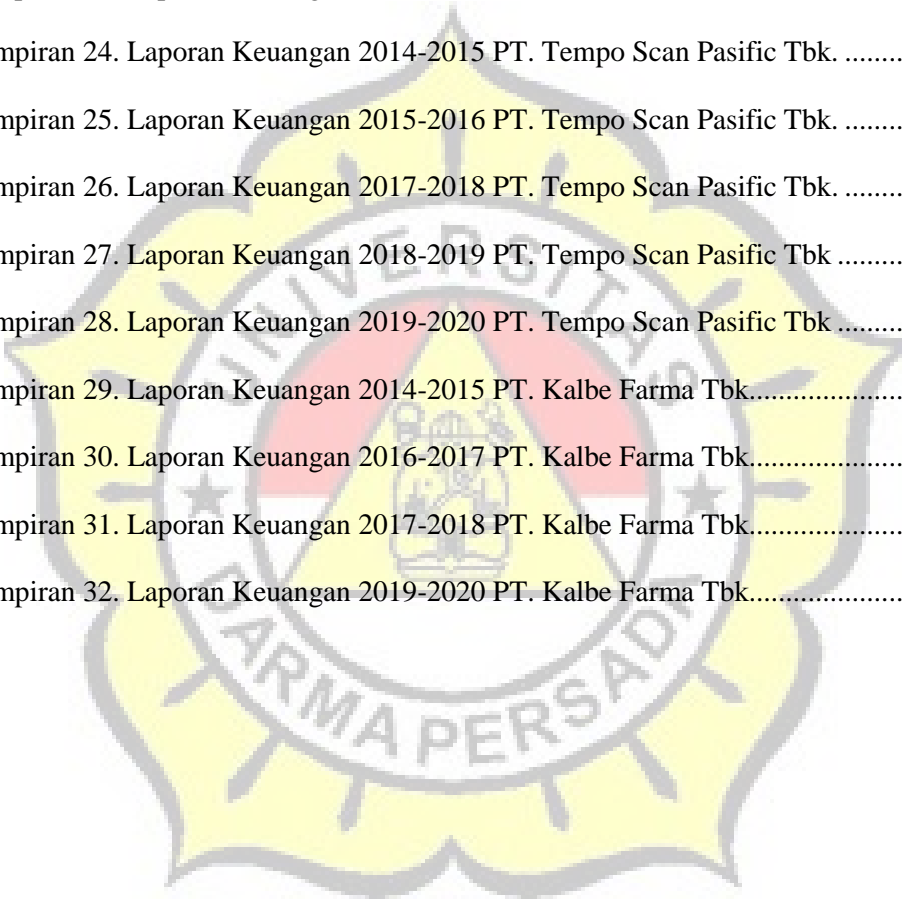 mpiran 24. Laporan Keuangan 2014-2015 PT. Tempo Scan Pasific Tbk. ........
mpiran 25. Laporan Keuangan 2015-2016 PT. Tempo Scan Pasific Tbk. ........
mpiran 26. Laporan Keuangan 2017-2018 PT. Tempo Scan Pasific Tbk. ........
mpiran 27. Laporan Keuangan 2018-2019 PT. Tempo Scan Pasific Tbk .........
mpiran 28. Laporan Keuangan 2019-2020 PT. Tempo Scan Pasific Tbk .........
mpiran 29. Laporan Keuangan 2014-2015 PT. Kalbe Farma Tbk.....................
mpiran 30. Laporan Keuangan 2016-2017 PT. Kalbe Farma Tbk.....................
mpiran 31. Laporan Keuangan 2017-2018 PT. Kalbe Farma Tbk.....................
mpiran 32. Laporan Keuangan 2019-2020 PT. Kalbe Farma Tbk.....................
UNIVERSITAS
DARMA PERSADA